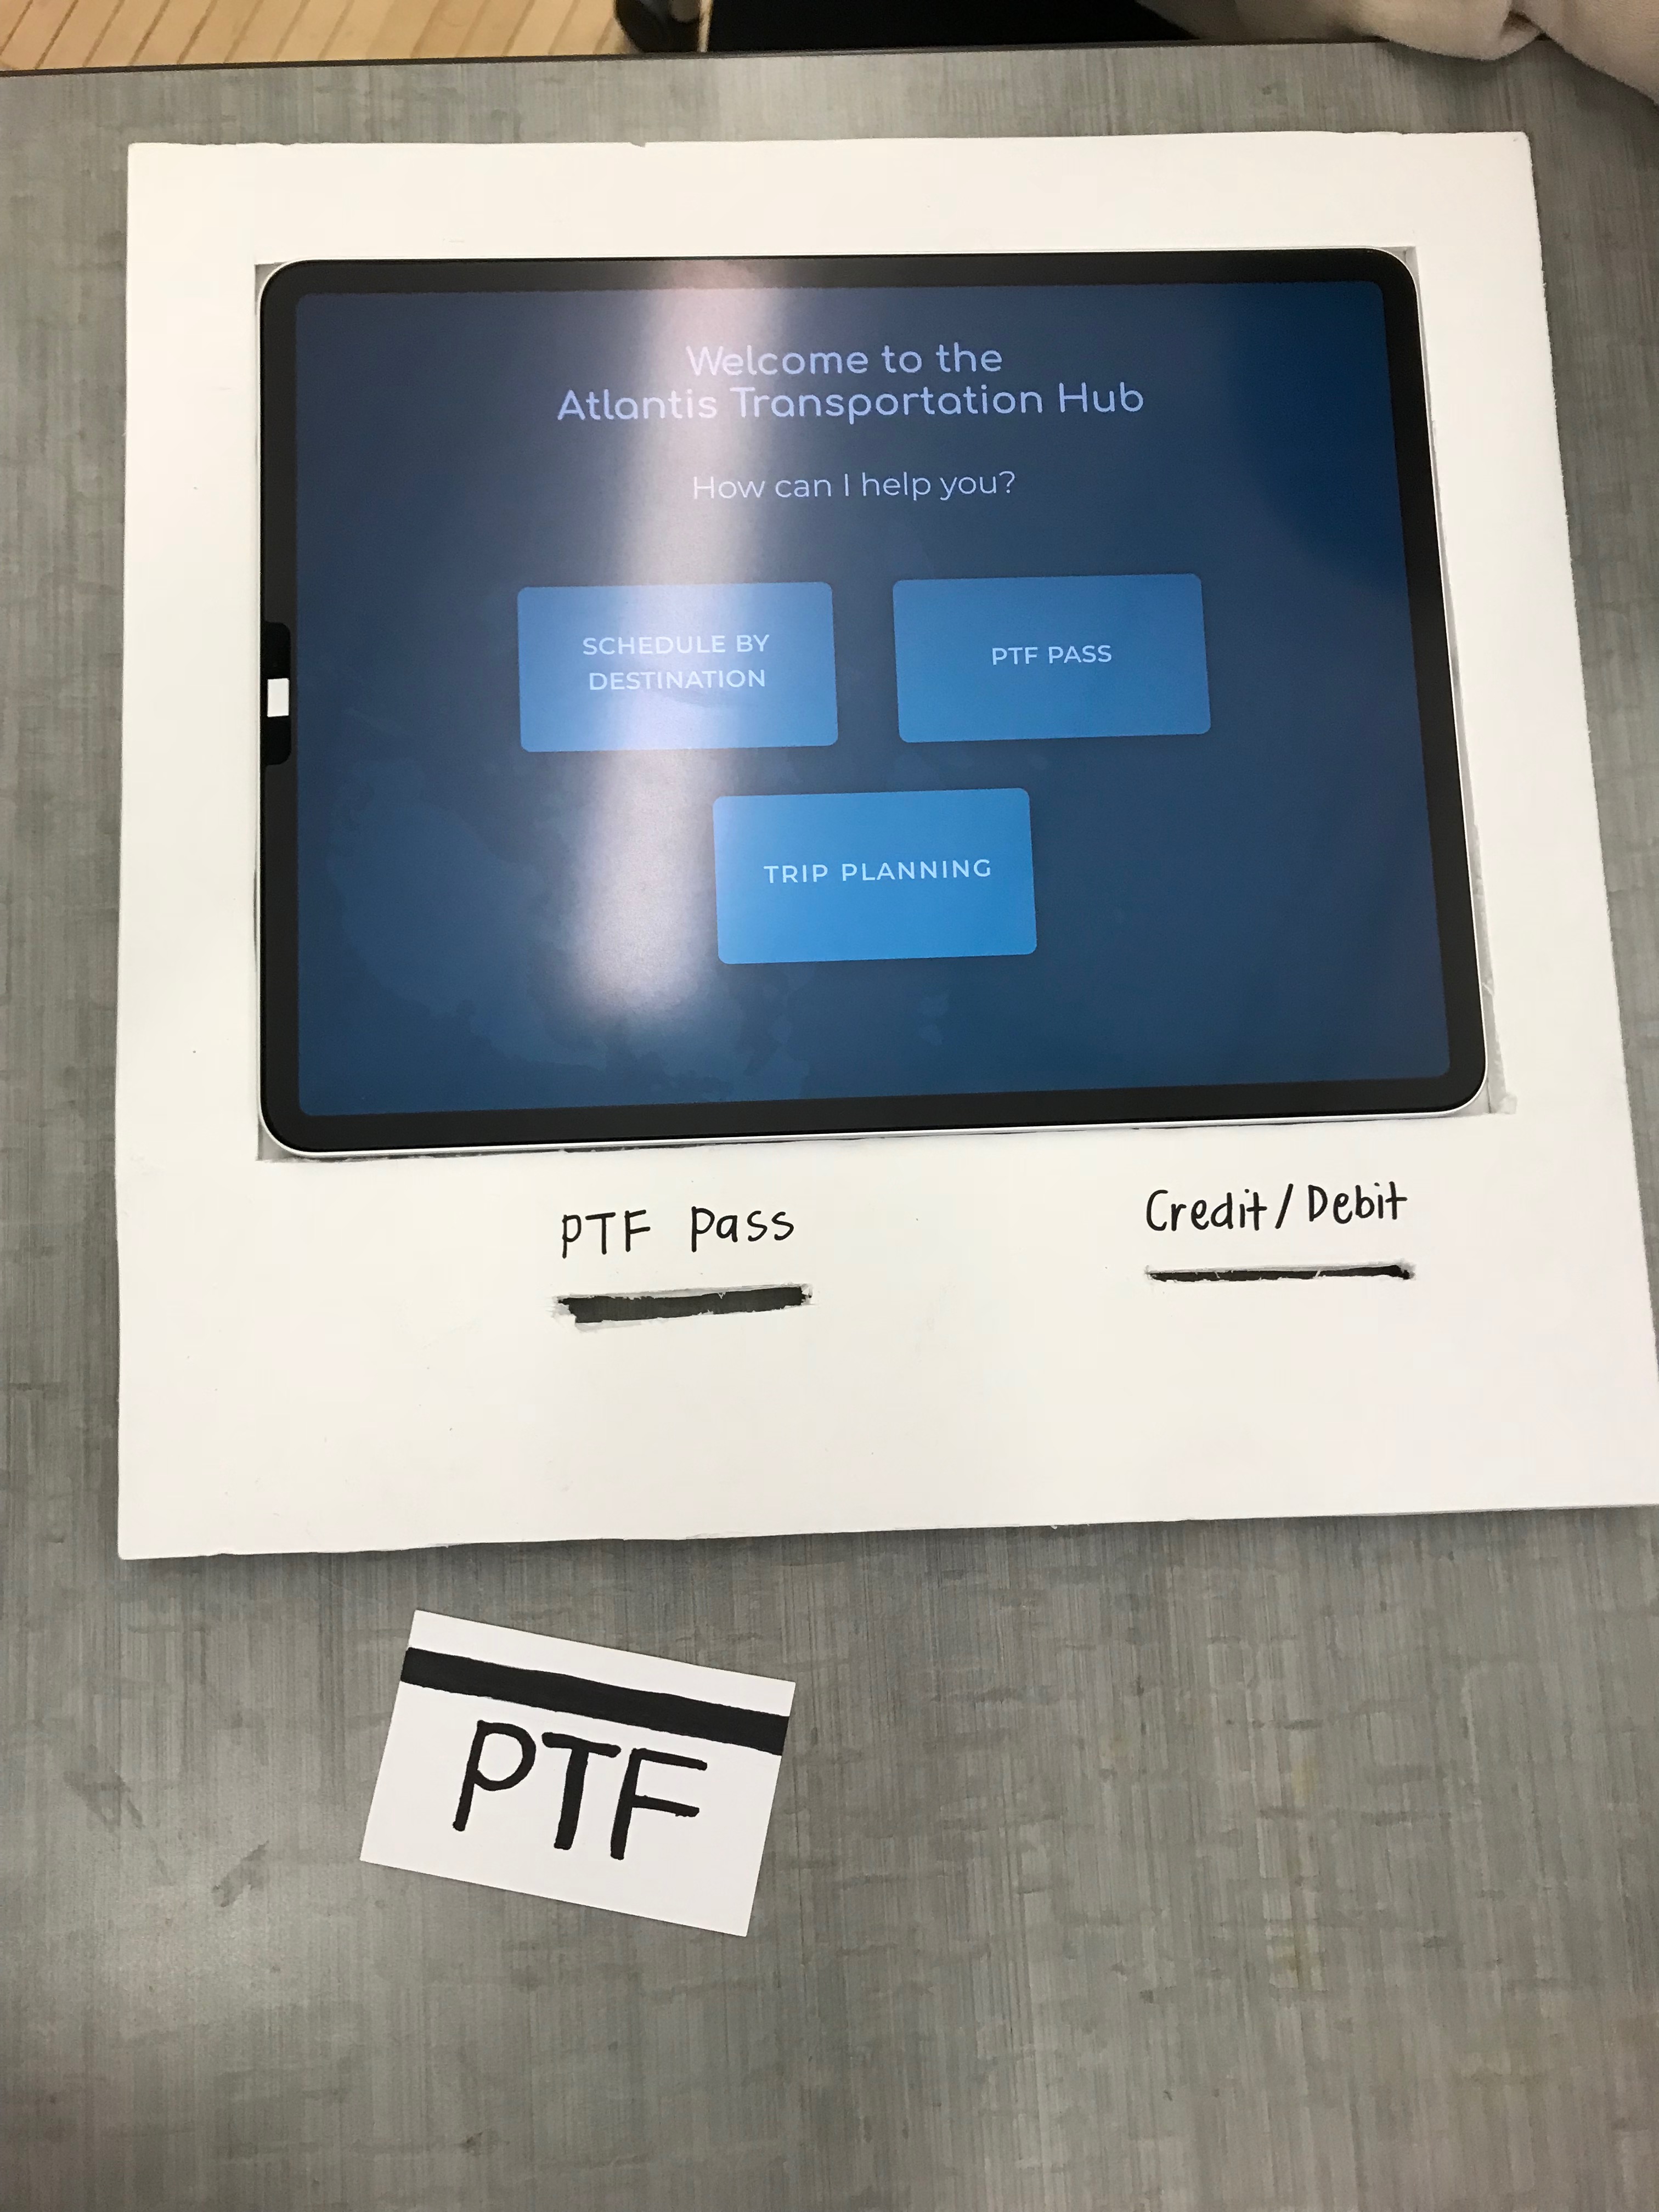 Welcome to the
Atlantis Transportation Hub
How can I help you?
SCHEDULE BY
DESTINATION
PTF PASS
TRIP PLANNING
PTF Pass
Credit/Debit
PTF